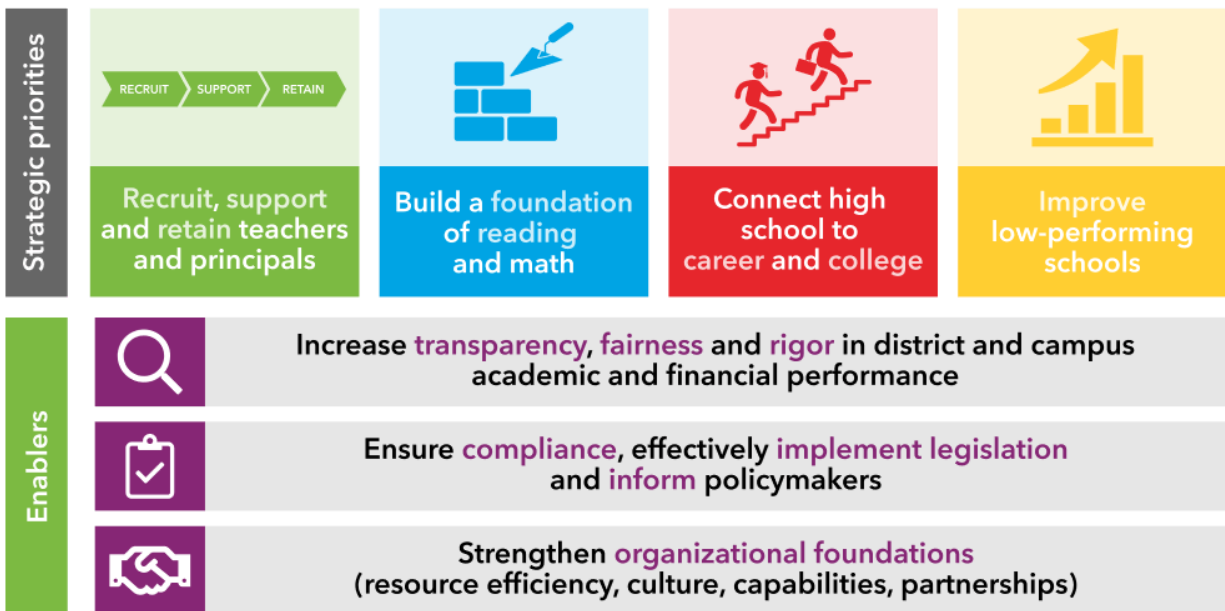 Strategic priorities
RECRUIT
SUPPORT
RETAIN
Recruit, support
and retain teachers
and principals
Build a foundation
of reading
and math
Connect high
school to
career and college
Improve
low-performing
schools
Enablers
Increase transparency, fairness and rigor in district and campus
academic and financial performance
Ensure compliance, effectively implement legislation
and inform policymakers
Strengthen organizational foundations
(resource efficiency, culture, capabilities, partnerships)